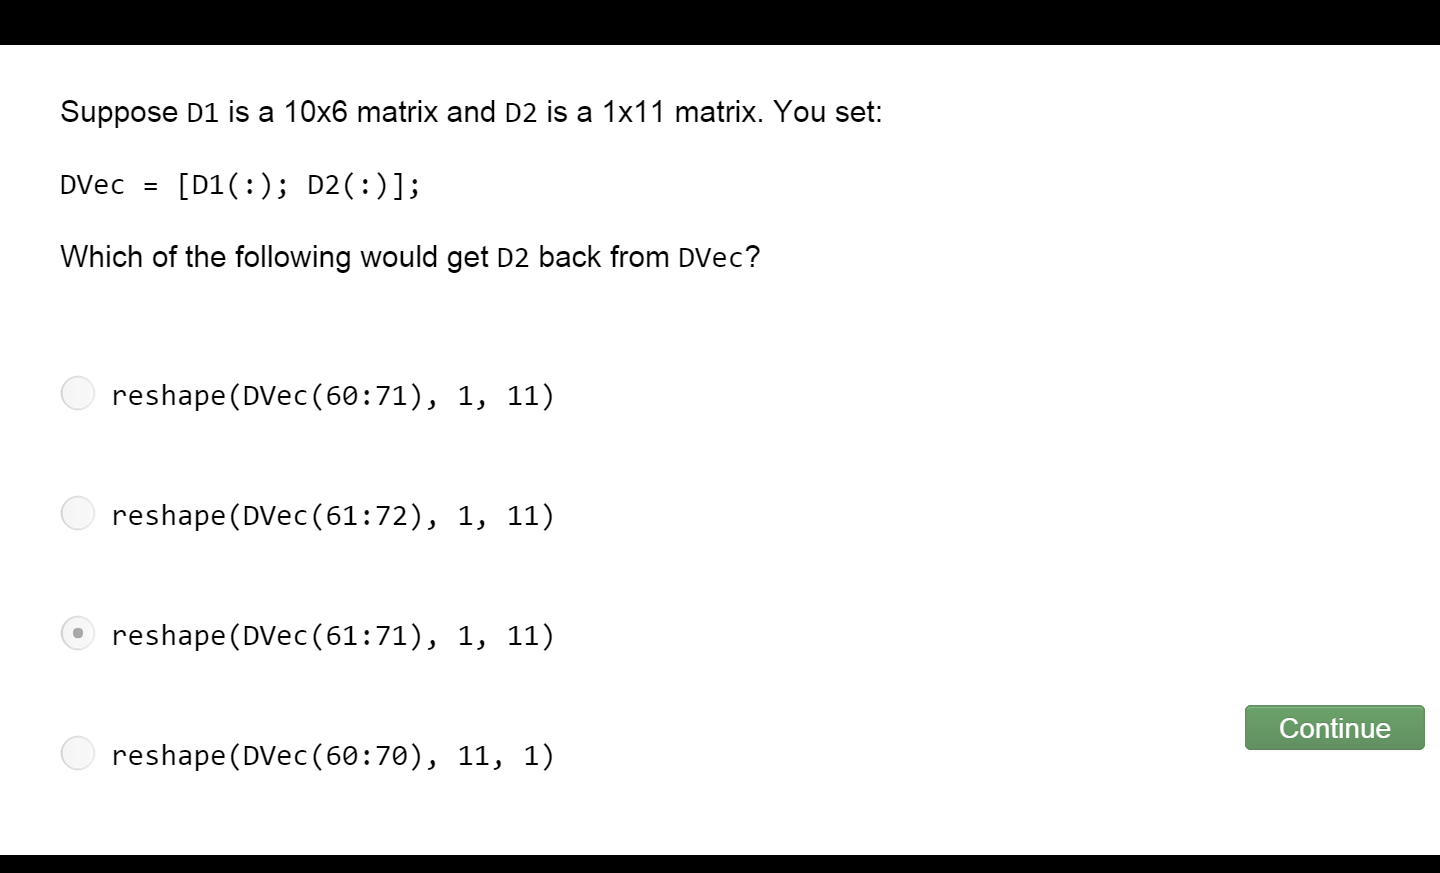 Suppose D1 is a 10x6 matrix and D2 is a 1x11 matrix. You set:
DVec = [D1(:); D2(:)];
Which of the following would get D2 back from DVec?
reshape(DVec(60:71), 1, 11)
reshape(DVec(61:72), 1, 11)
reshape(DVec(61:71), 1, 11)
reshape(DVec(60:70), 11, 1)
Continue